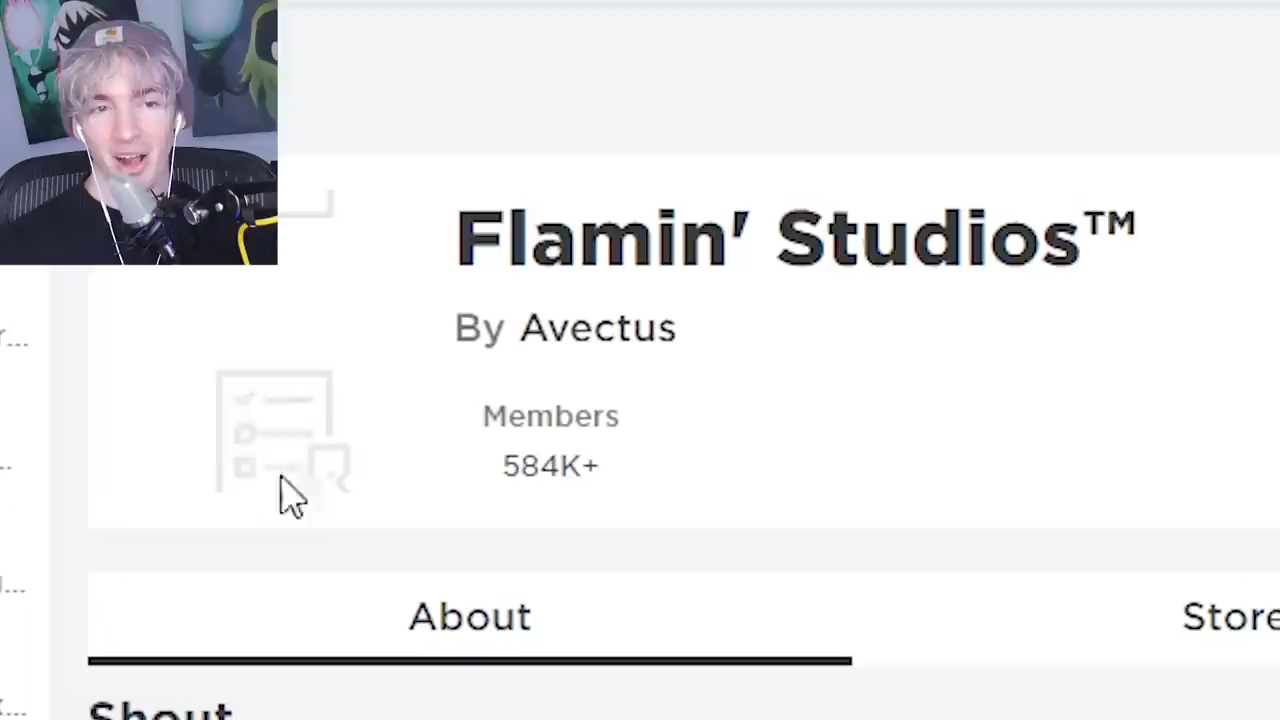 Flamin' Studios™
By Avectus
Members
584K+
About
Store
Shout